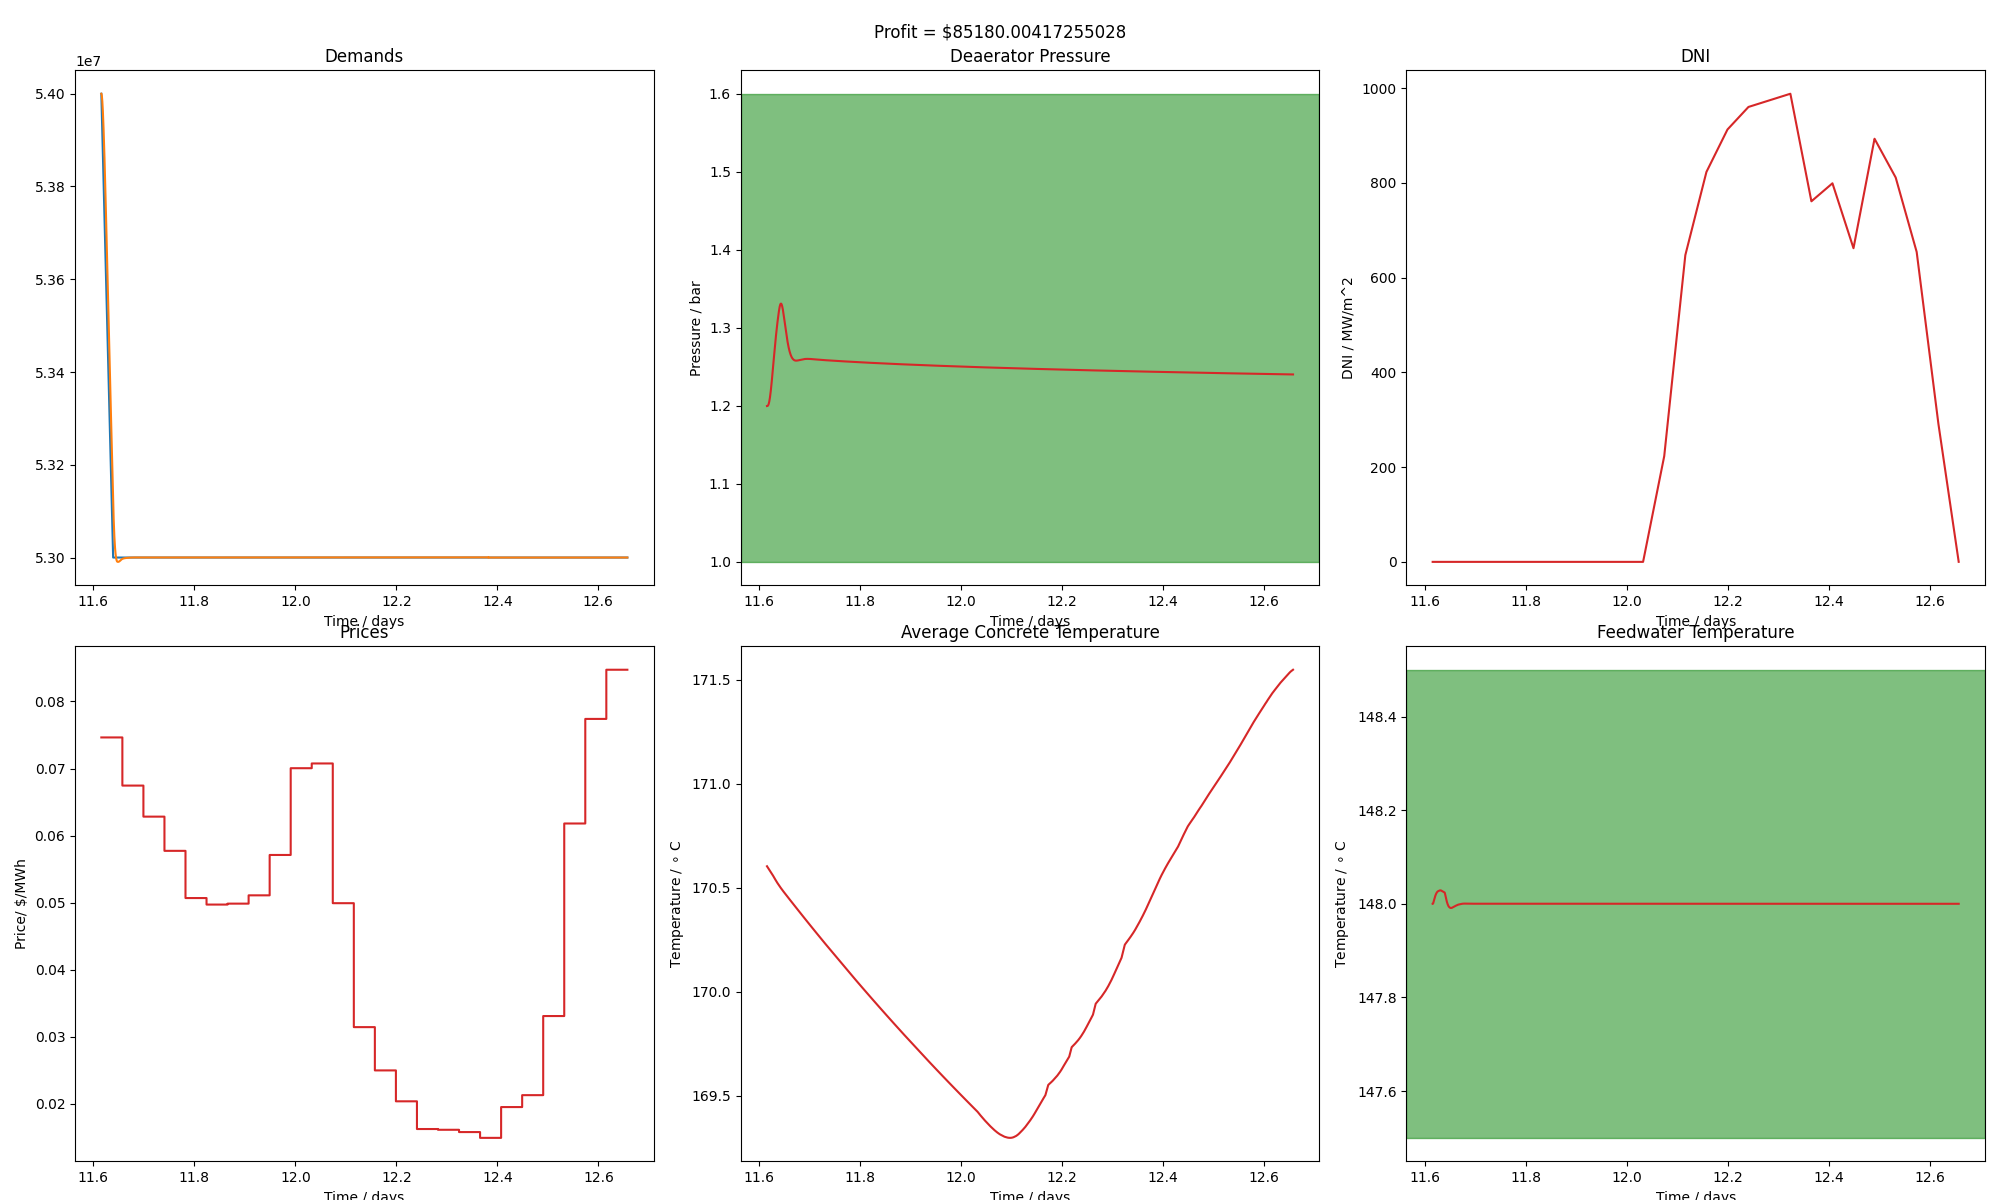 Profit = $85180.00417255028
Demands
1e7
5.40
5.38
5.36
5.34
5.32
5.30
11.6 11.8 12.0 12.2 12.4 12.6
Time / days
Deaerator Pressure
Pressure / bar
1.6
1.5
1.4
1.3
1.2
1.1
1.0
11.6 11.8 12.0 12.2 12.4 12.6
Time / days
DNI
DNI / MW/m^2
1000
800
600
400
200
0
11.6 11.8 12.0 12.2 12.4 12.6
Time / days
Prices
Price/ $/MWh
0.08
0.07
0.06
0.05
0.04
0.03
0.02
11.6 11.8 12.0 12.2 12.4 12.6
Time / days
Average Concrete Temperature
Temperature / ∘ C
171.5
171.0
170.5
170.0
169.5
11.6 11.8 12.0 12.2 12.4 12.6
Time / days
Feedwater Temperature
Temperature / ∘ C
148.4
148.2
148.0
147.8
147.6
11.6 11.8 12.0 12.2 12.4 12.6
Time / days